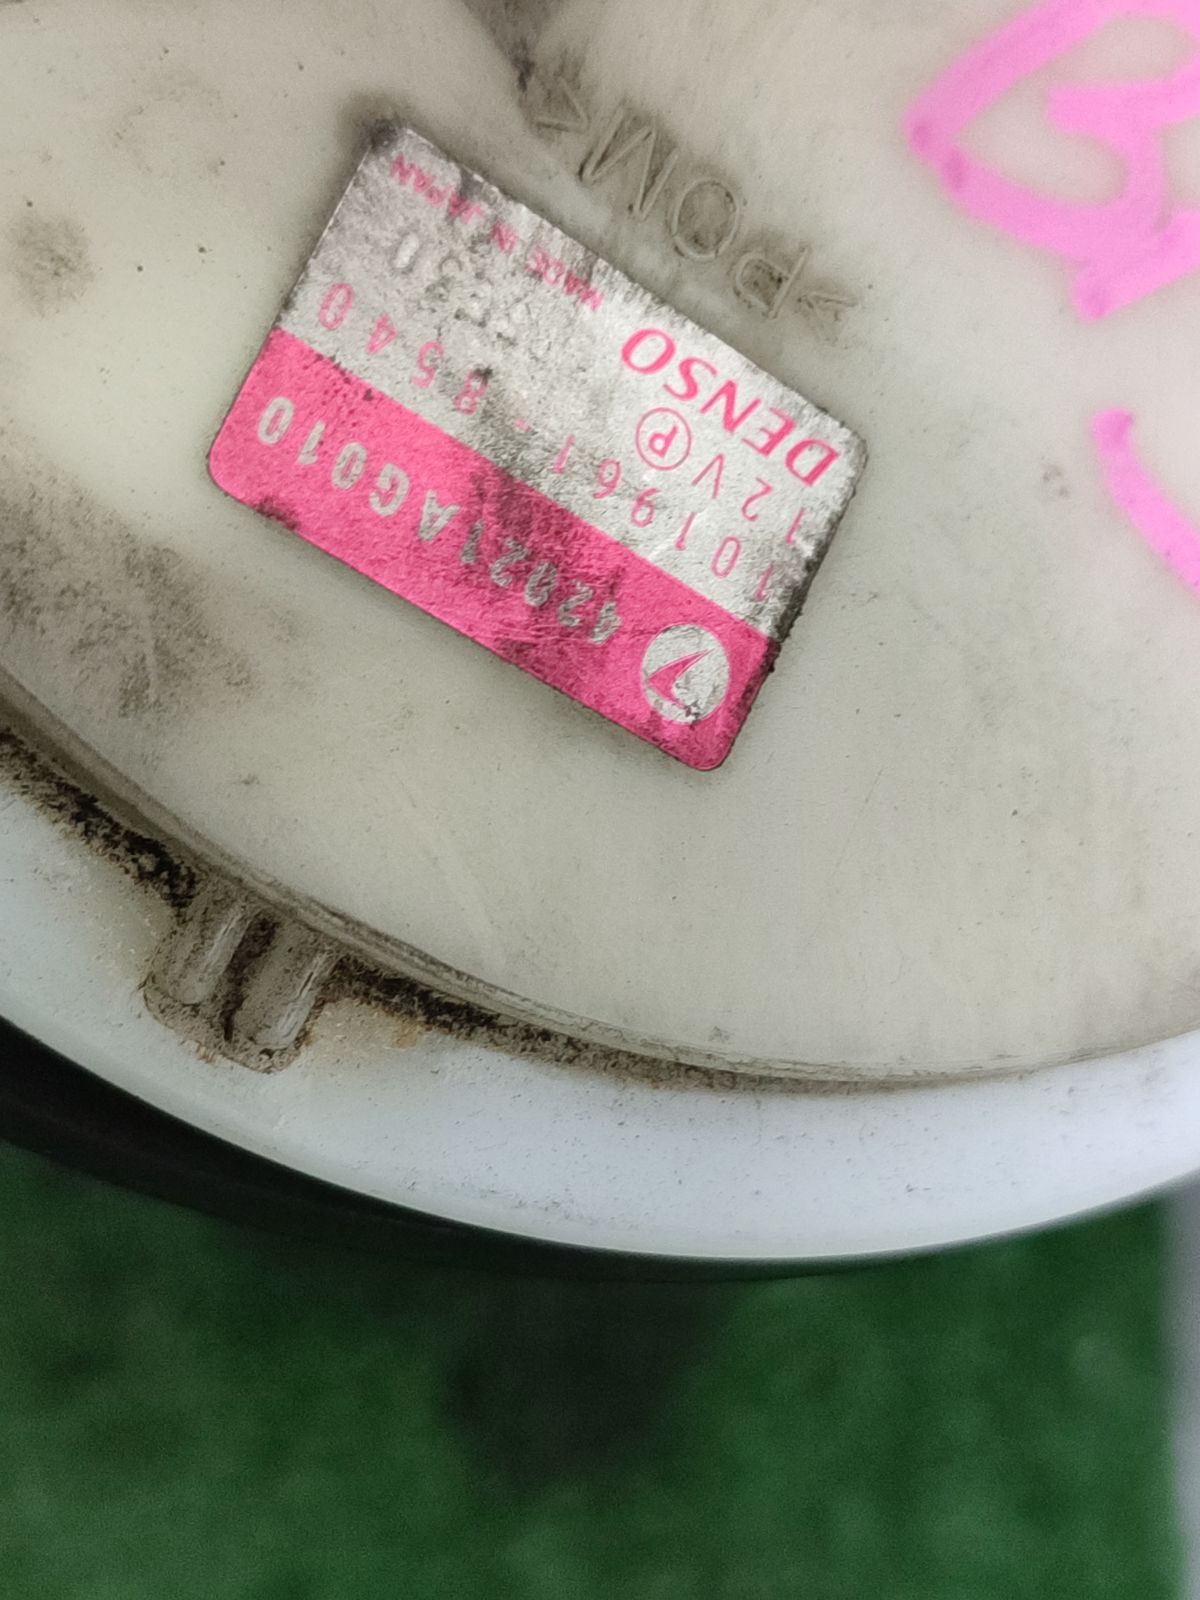 42021AG010
101961-8540
12V P
DENSO
MADE IN JAPAN
>POM<